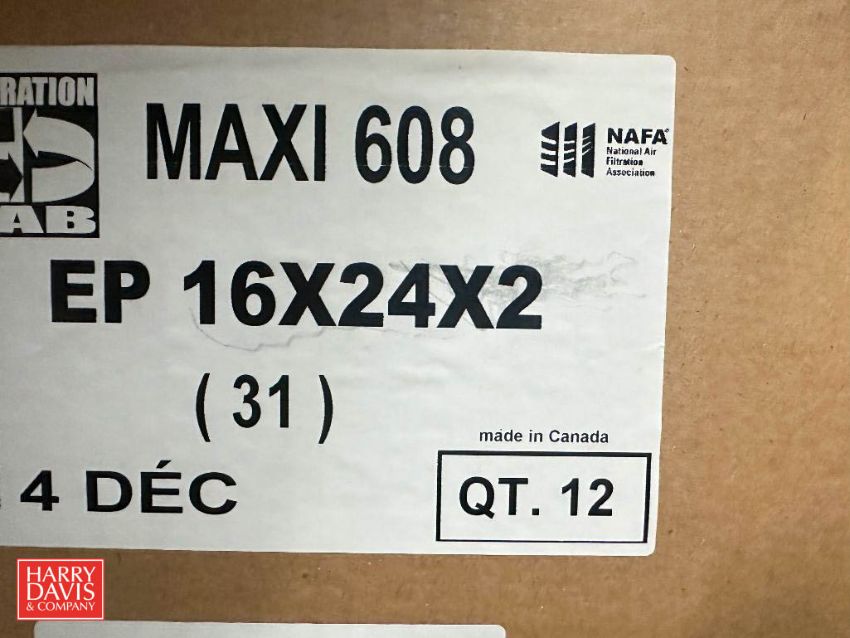 RATION
AB
MAXI 608
NAFA
National Air
Filtration
Association
EP 16X24X2
( 31 )
made in Canada
4 DÉC
QT. 12
HARRY
DAVIS
& COMPANY